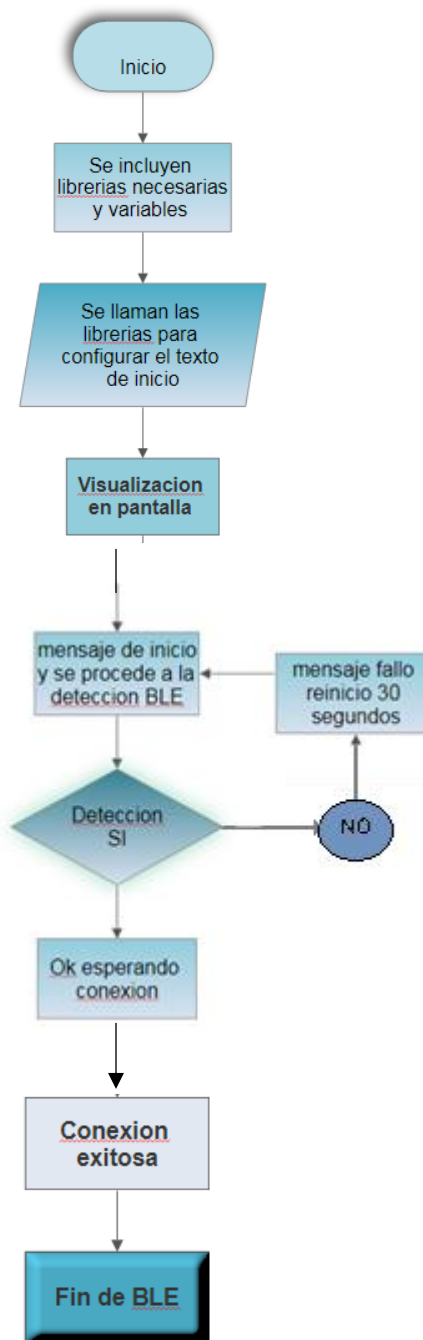 Inicio
Se incluyen
librerias necesarias
y variables
Se llaman las
librerias para
configurar el texto
de inicio
Visualizacion
en pantalla
mensaje de inicio
y se procede a la
deteccion BLE
mensaje fallo
reinicio 30
segundos
Deteccion
SI
NO
Ok esperando
conexion
Conexion
exitosa
Fin de BLE